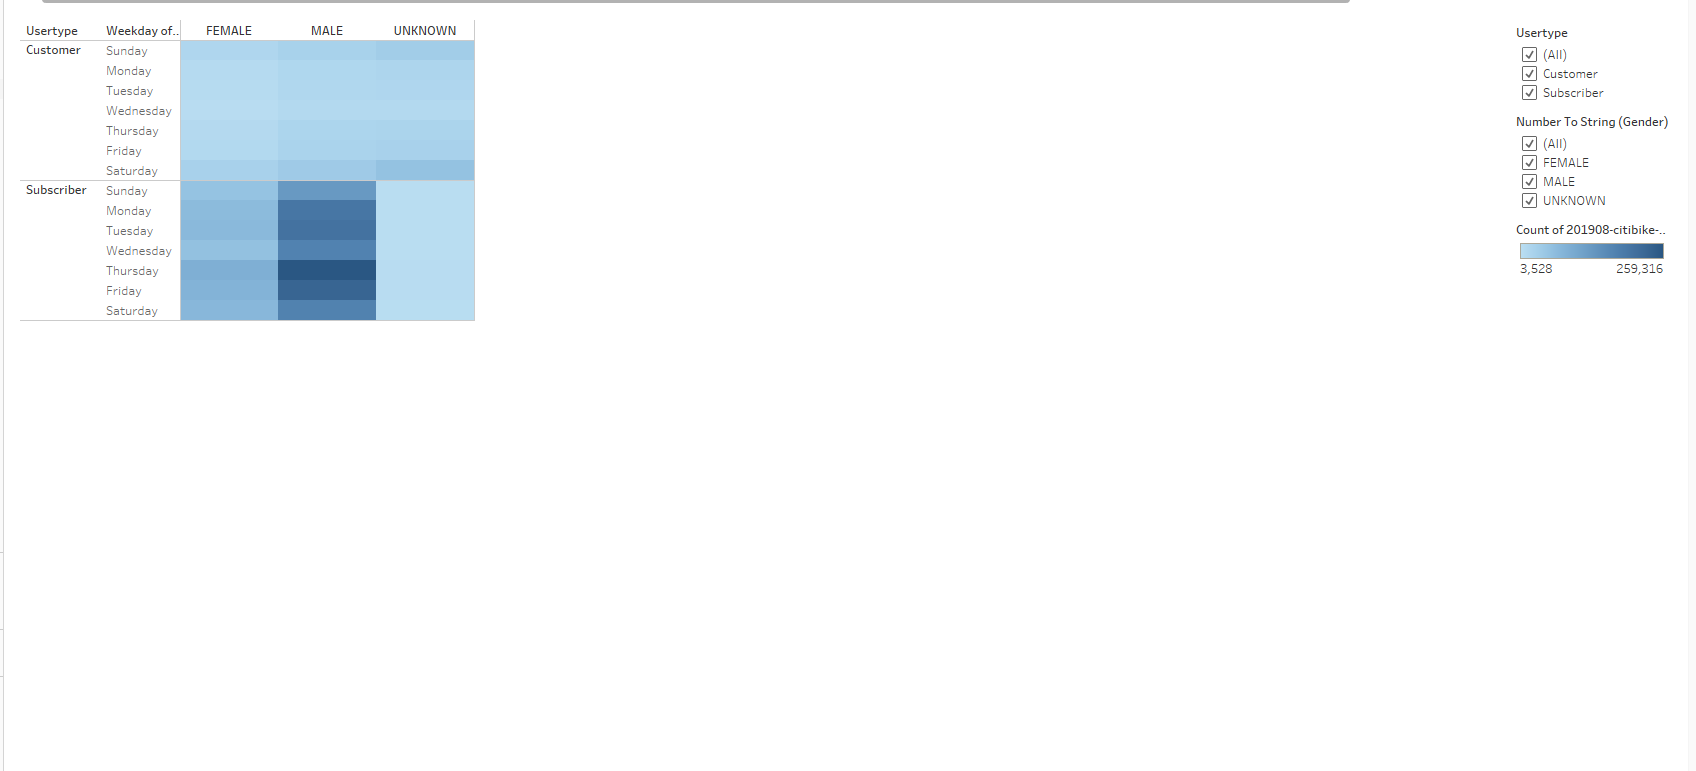 Usertype Weekday of.. FEMALE MALE UNKNOWN
Customer Sunday
Monday
Tuesday
Wednesday
Thursday
Friday
Saturday
Subscriber Sunday
Monday
Tuesday
Wednesday
Thursday
Friday
Saturday
Usertype
(All)
Customer
Subscriber
Number To String (Gender)
(All)
FEMALE
MALE
UNKNOWN
Count of 201908-citibike-..
3,528 259,316